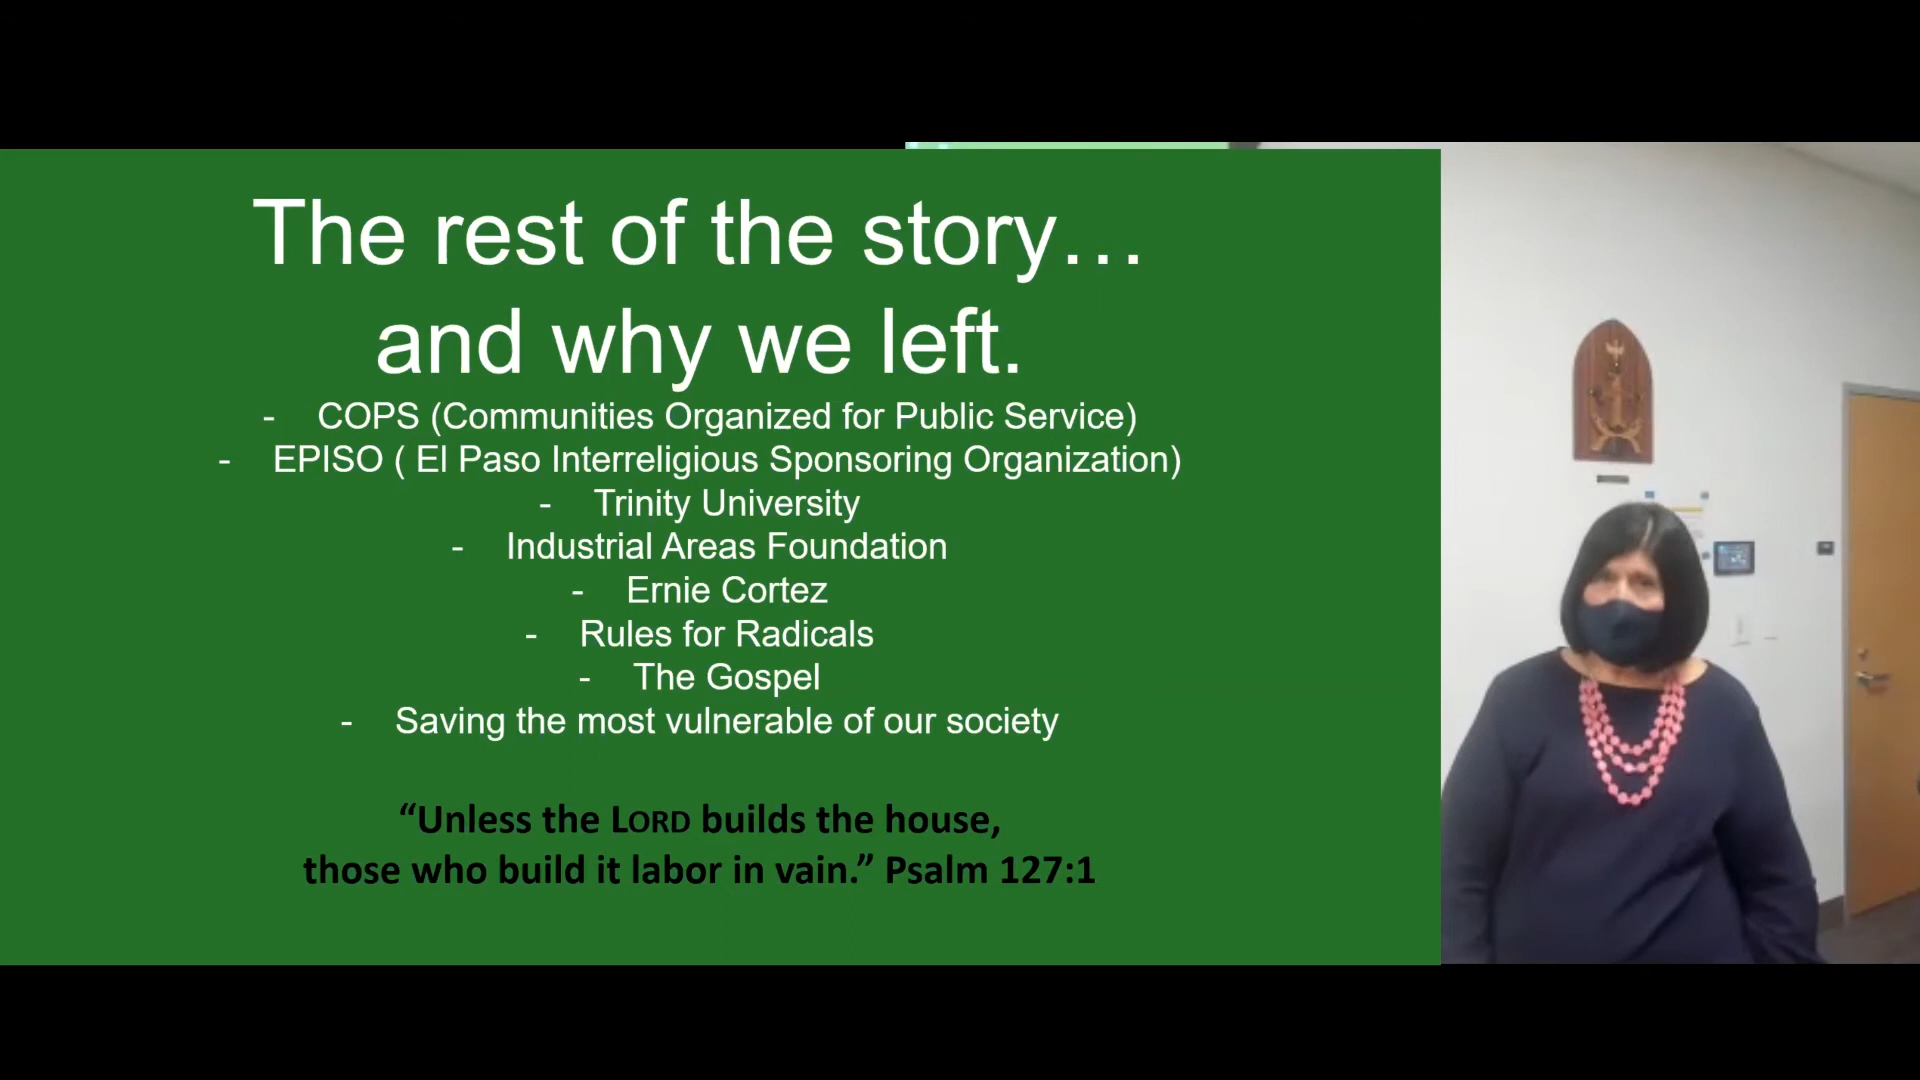 The rest of the story…
and why we left.
- COPS (Communities Organized for Public Service)
- EPISO ( El Paso Interreligious Sponsoring Organization)
- Trinity University
- Industrial Areas Foundation
- Ernie Cortez
- Rules for Radicals
- The Gospel
- Saving the most vulnerable of our society
“Unless the LORD builds the house,
those who build it labor in vain.” Psalm 127:1